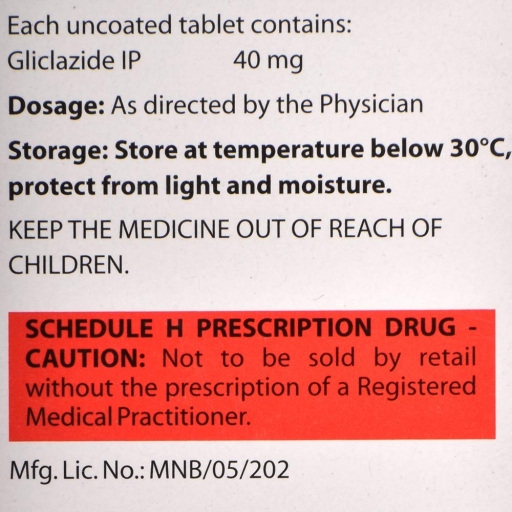 Each uncoated tablet contains:
Gliclazide IP 40 mg
Dosage: As directed by the Physician
Storage: Store at temperature below 30°C,
protect from light and moisture.
KEEP THE MEDICINE OUT OF REACH OF
CHILDREN.
SCHEDULE H PRESCRIPTION DRUG -
CAUTION: Not to be sold by retail
without the prescription of a Registered
Medical Practitioner.
Mfg. Lic. No.: MNB/05/202